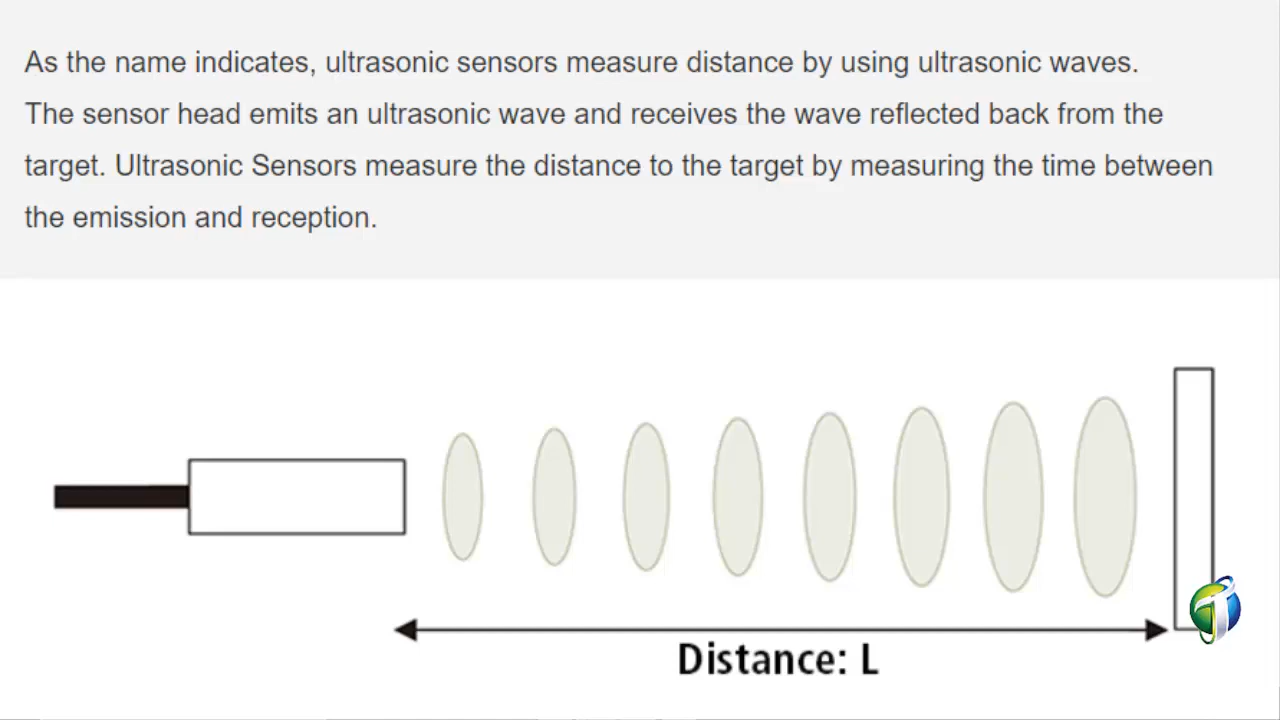 As the name indicates, ultrasonic sensors measure distance by using ultrasonic waves.
The sensor head emits an ultrasonic wave and receives the wave reflected back from the
target. Ultrasonic Sensors measure the distance to the target by measuring the time between
the emission and reception.
Distance: L